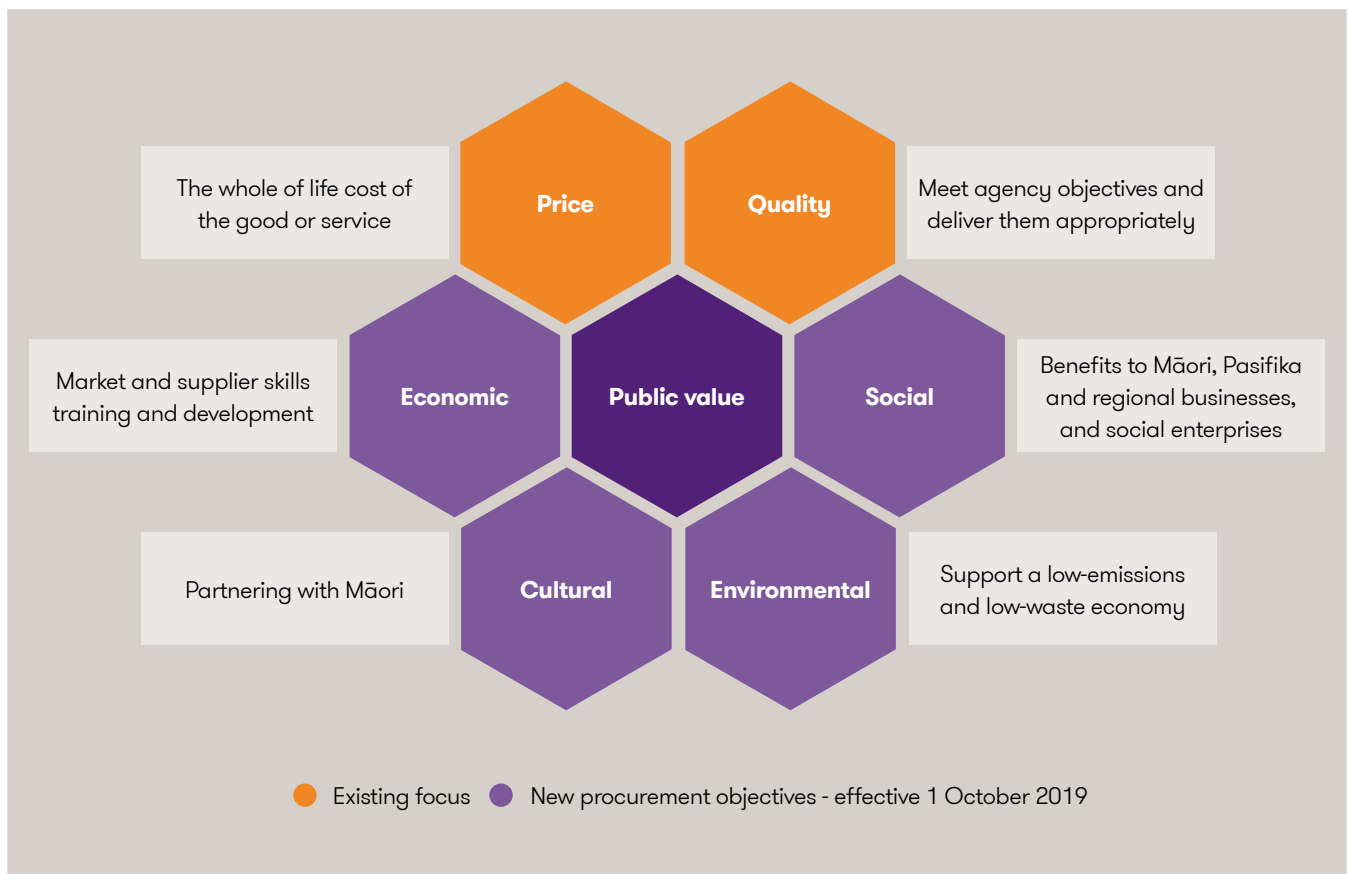 The whole of life cost of
the good or service
Price
Quality
Meet agency objectives and
deliver them appropriately
Market and supplier skills
training and development
Economic
Public value
Social
Benefits to Māori, Pasifika
and regional businesses,
and social enterprises
Partnering with Māori
Cultural
Environmental
Support a low-emissions
and low-waste economy
Existing focus
New procurement objectives - effective 1 October 2019